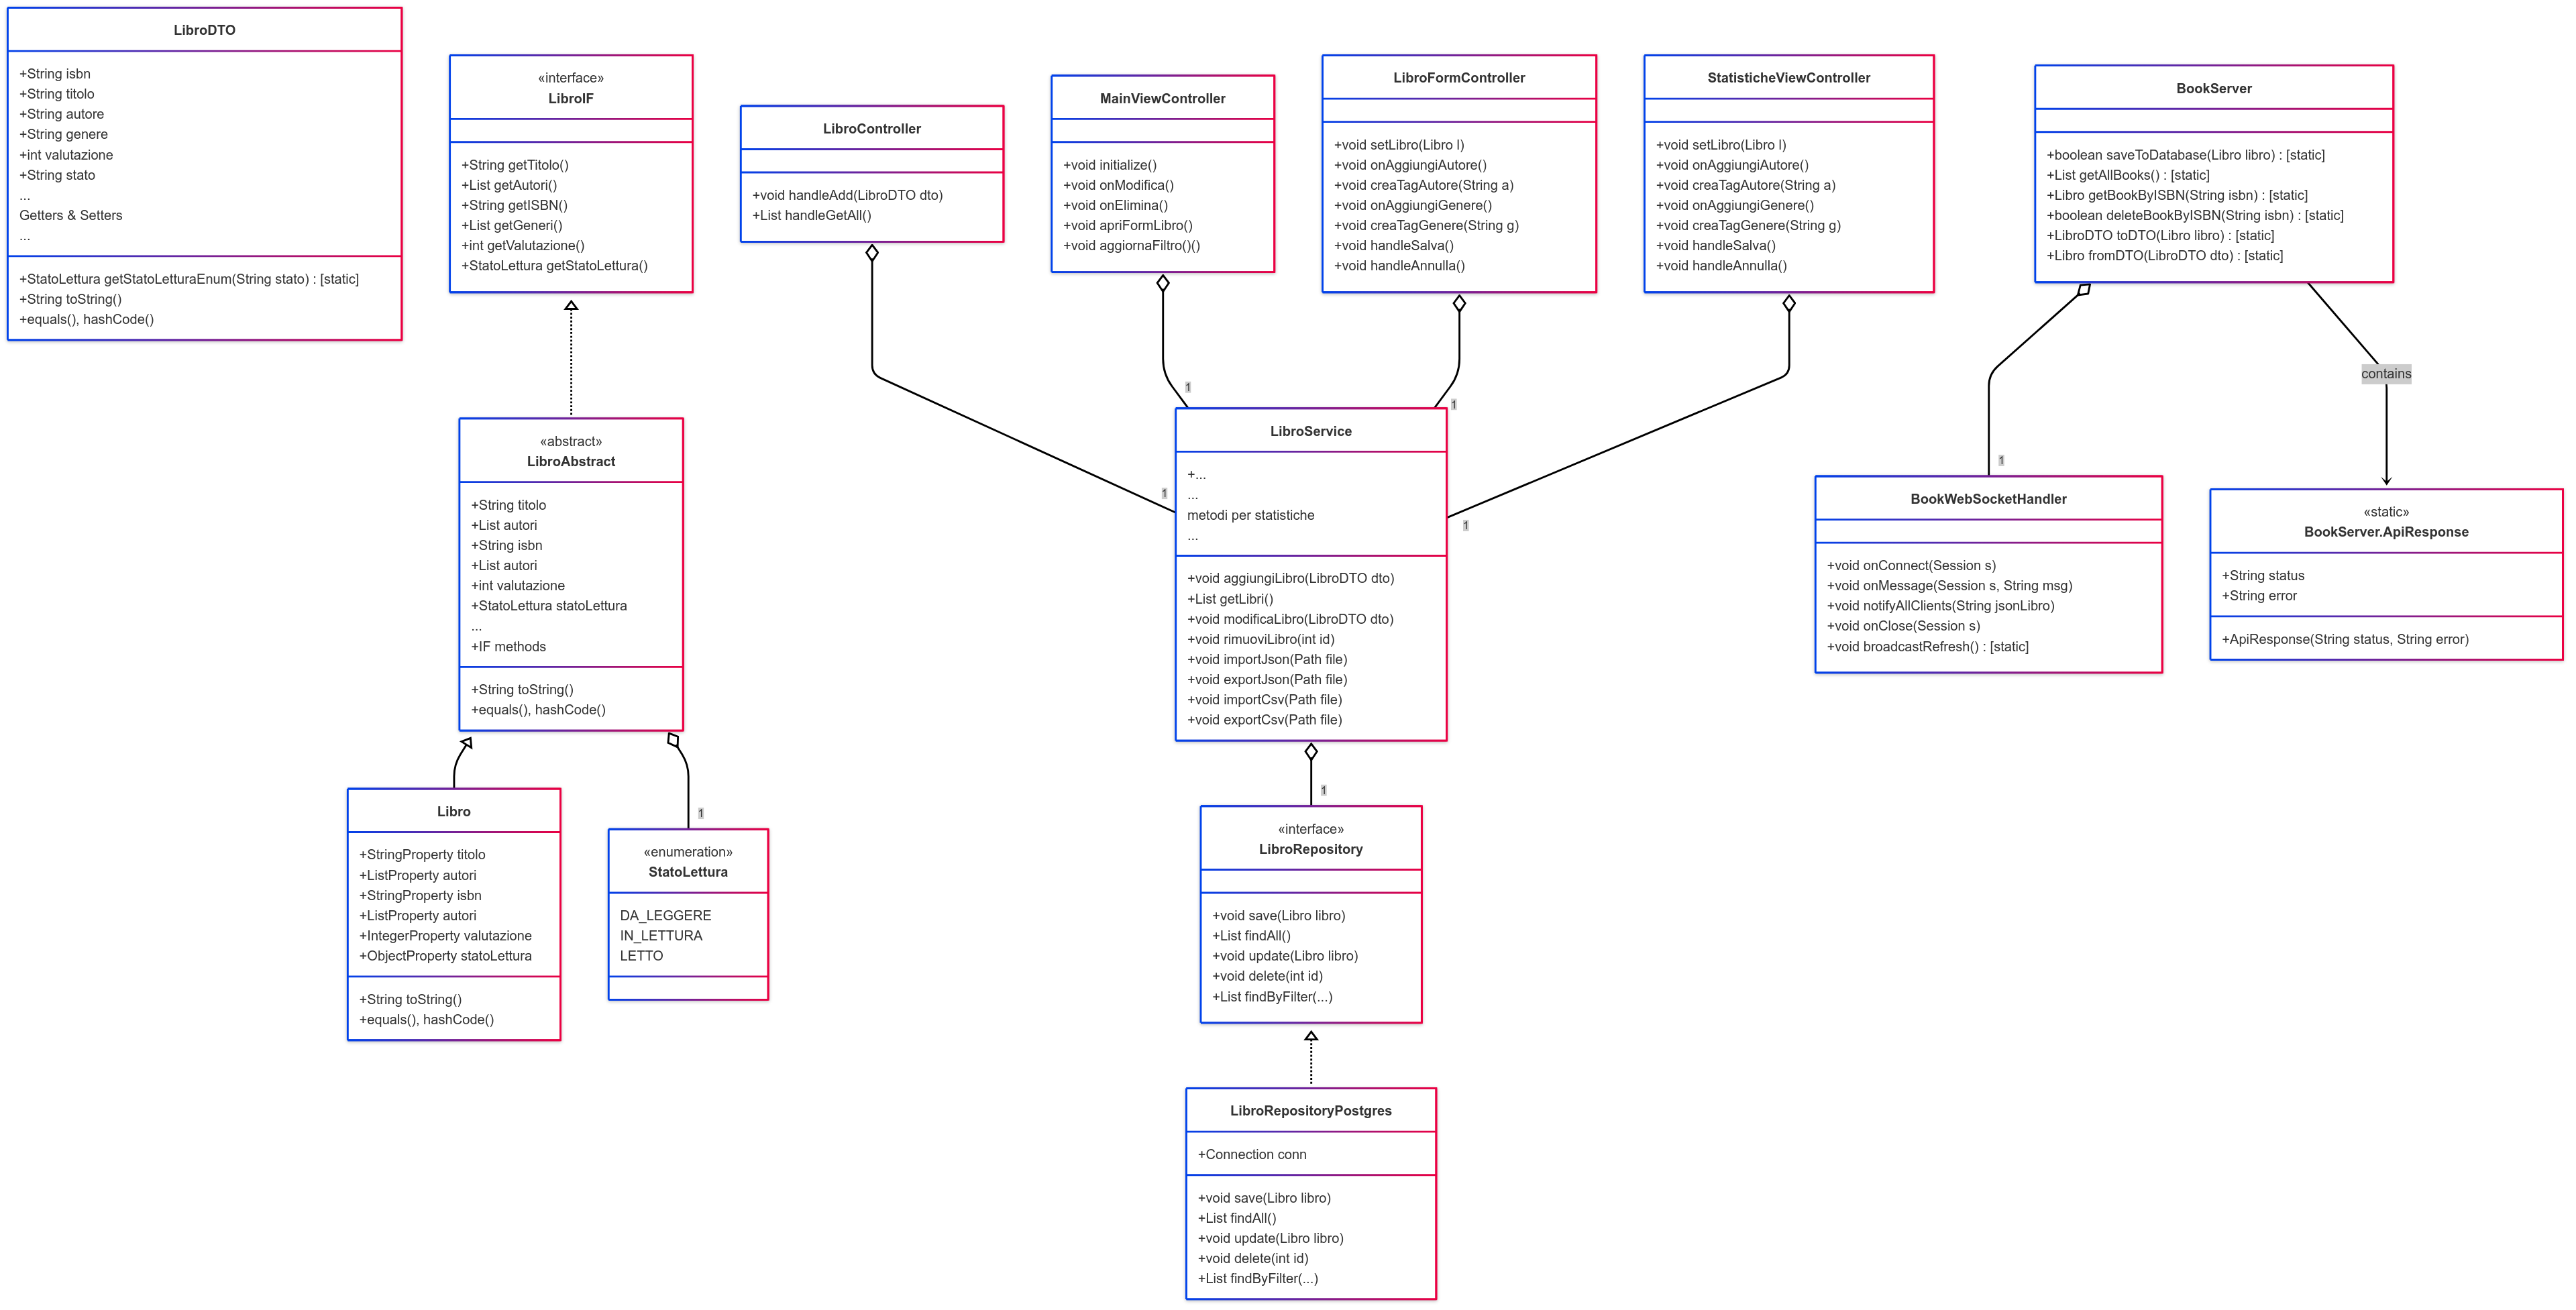 LibroDTO
+String isbn
+String titolo
+String autore
+String genere
+int valutazione
+String stato
...
Getters & Setters
...
+StatoLettura getStatoLetturaEnum(String stato) : [static]
+String toString()
+equals(), hashCode()
«interface»
LibroIF
+String getTitolo()
+List getAutori()
+String getISBN()
+List getGeneri()
+int getValutazione()
+StatoLettura getStatoLettura()
LibroController
+void handleAdd(LibroDTO dto)
+List handleGetAll()
MainViewController
+void initialize()
+void onModifica()
+void onElimina()
+void apriFormLibro()
+void aggiornaFiltro()()
LibroFormController
+void setLibro(Libro l)
+void onAggiungiAutore()
+void creaTagAutore(String a)
+void onAggiungiGenere()
+void creaTagGenere(String g)
+void handleSalva()
+void handleAnnulla()
StatisticheViewController
+void setLibro(Libro l)
+void onAggiungiAutore()
+void creaTagAutore(String a)
+void onAggiungiGenere()
+void creaTagGenere(String g)
+void handleSalva()
+void handleAnnulla()
BookServer
+boolean saveToDatabase(Libro libro) : [static]
+List getAllBooks() : [static]
+Libro getBookByISBN(String isbn) : [static]
+boolean deleteBookByISBN(String isbn) : [static]
+LibroDTO toDTO(Libro libro) : [static]
+Libro fromDTO(LibroDTO dto) : [static]
contains
1
1
1
1
1
«abstract»
LibroAbstract
+String titolo
+List autori
+String isbn
+List autori
+int valutazione
+StatoLettura statoLettura
...
+IF methods
+String toString()
+equals(), hashCode()
LibroService
+...
...
metodi per statistiche
...
+void aggiungiLibro(LibroDTO dto)
+List getLibri()
+void modificaLibro(LibroDTO dto)
+void rimuoviLibro(int id)
+void importJson(Path file)
+void exportJson(Path file)
+void importCsv(Path file)
+void exportCsv(Path file)
BookWebSocketHandler
+void onConnect(Session s)
+void onMessage(Session s, String msg)
+void notifyAllClients(String jsonLibro)
+void onClose(Session s)
+void broadcastRefresh() : [static]
«static»
BookServer.ApiResponse
+String status
+String error
+ApiResponse(String status, String error)
1
1
Libro
+StringProperty titolo
+ListProperty autori
+StringProperty isbn
+ListProperty autori
+IntegerProperty valutazione
+ObjectProperty statoLettura
+String toString()
+equals(), hashCode()
«enumeration»
StatoLettura
DA_LEGGERE
IN_LETTURA
LETTO
«interface»
LibroRepository
+void save(Libro libro)
+List findAll()
+void update(Libro libro)
+void delete(int id)
+List findByFilter(...)
LibroRepositoryPostgres
+Connection conn
+void save(Libro libro)
+List findAll()
+void update(Libro libro)
+void delete(int id)
+List findByFilter(...)